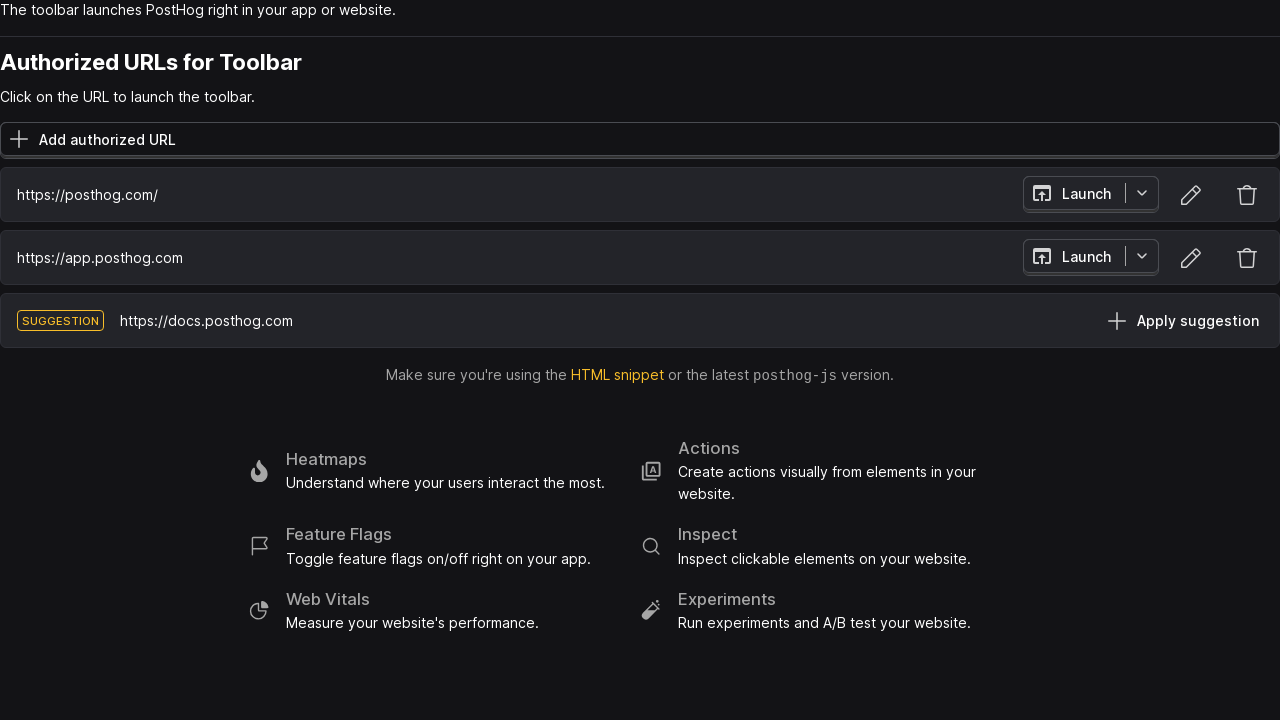 The toolbar launches PostHog right in your app or website.
Authorized URLs for Toolbar
Click on the URL to launch the toolbar.
Add authorized URL
https://posthog.com/
Launch
https://app.posthog.com
Launch
SUGGESTION https://docs.posthog.com
Apply suggestion
Make sure you're using the HTML snippet or the latest posthog-js version.
Heatmaps
Understand where your users interact the most.
Actions
Create actions visually from elements in your
website.
Feature Flags
Toggle feature flags on/off right on your app.
Inspect
Inspect clickable elements on your website.
Web Vitals
Measure your website's performance.
Experiments
Run experiments and A/B test your website.